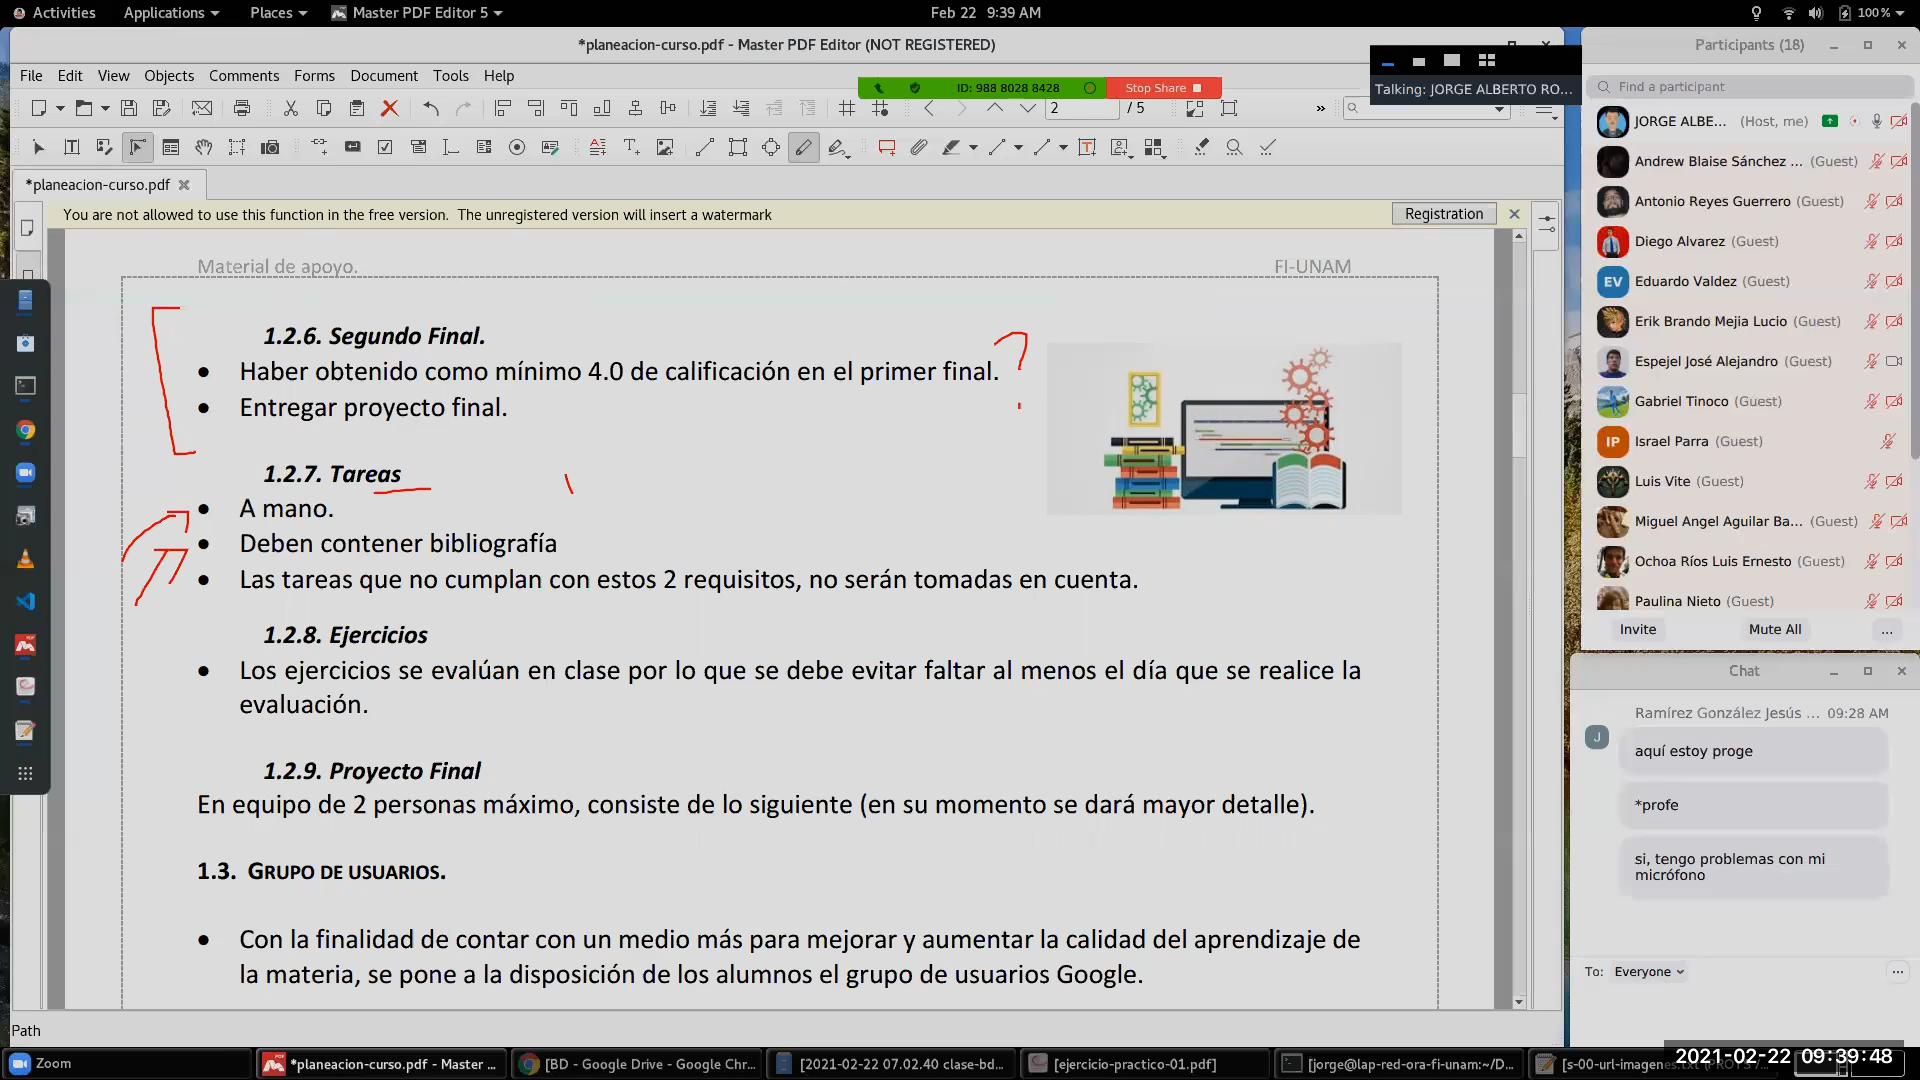 Activities Applications Places Master PDF Editor 5 Feb 22 9:39 AM 100%
*planeacion-curso.pdf - Master PDF Editor (NOT REGISTERED)
File Edit View Objects Comments Forms Document Tools Help
ID: 988 8028 8428 Stop Share
Talking: JORGE ALBERTO RO...
2 / 5
*planeacion-curso.pdf
You are not allowed to use this function in the free version. The unregistered version will insert a watermark Registration
Material de apoyo. FI-UNAM
1.2.6. Segundo Final.
Haber obtenido como mínimo 4.0 de calificación en el primer final.
Entregar proyecto final.
1.2.7. Tareas
A mano.
Deben contener bibliografía
Las tareas que no cumplan con estos 2 requisitos, no serán tomadas en cuenta.
1.2.8. Ejercicios
Los ejercicios se evalúan en clase por lo que se debe evitar faltar al menos el día que se realice la
evaluación.
1.2.9. Proyecto Final
En equipo de 2 personas máximo, consiste de lo siguiente (en su momento se dará mayor detalle).
1.3. GRUPO DE USUARIOS.
Con la finalidad de contar con un medio más para mejorar y aumentar la calidad del aprendizaje de
la materia, se pone a la disposición de los alumnos el grupo de usuarios Google.
Path
Participants (18)
Find a participant
JORGE ALBE... (Host, me)
Andrew Blaise Sánchez ... (Guest)
Antonio Reyes Guerrero (Guest)
Diego Alvarez (Guest)
EV Eduardo Valdez (Guest)
Erik Brando Mejia Lucio (Guest)
Espejel José Alejandro (Guest)
Gabriel Tinoco (Guest)
IP Israel Parra (Guest)
Luis Vite (Guest)
Miguel Angel Aguilar Ba... (Guest)
Ochoa Ríos Luis Ernesto (Guest)
Paulina Nieto (Guest)
Invite Mute All ...
Chat
Ramírez González Jesús ... 09:28 AM
J aquí estoy proge
*profe
si, tengo problemas con mi
micrófono
To: Everyone
Zoom *planeacion-curso.pdf - Master ... [BD - Google Drive - Google Chr... [2021-02-22 07.02.40 clase-bd... [ejercicio-practico-01.pdf] [jorge@lap-red-ora-fi-unam:~/D... [s-00-url-imagenes.txt
2021-02-22 09:39:48